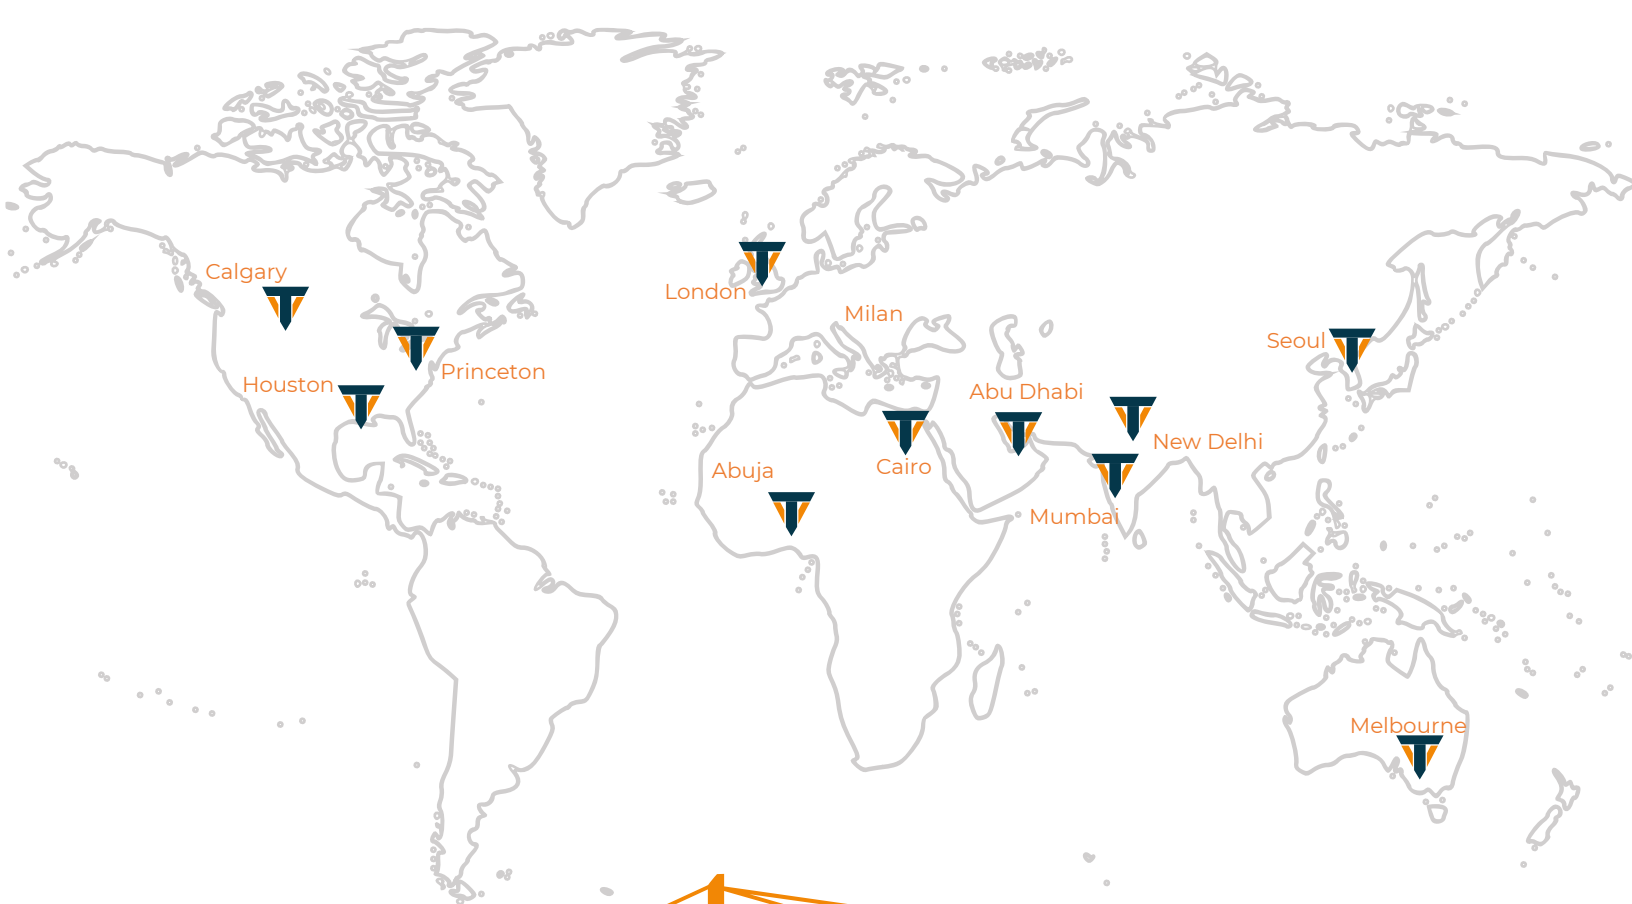 Calgary
London
Milan
Seoul
Princeton
Houston
Abu Dhabi
New Delhi
Abuja
Cairo
Mumbai
Melbourne